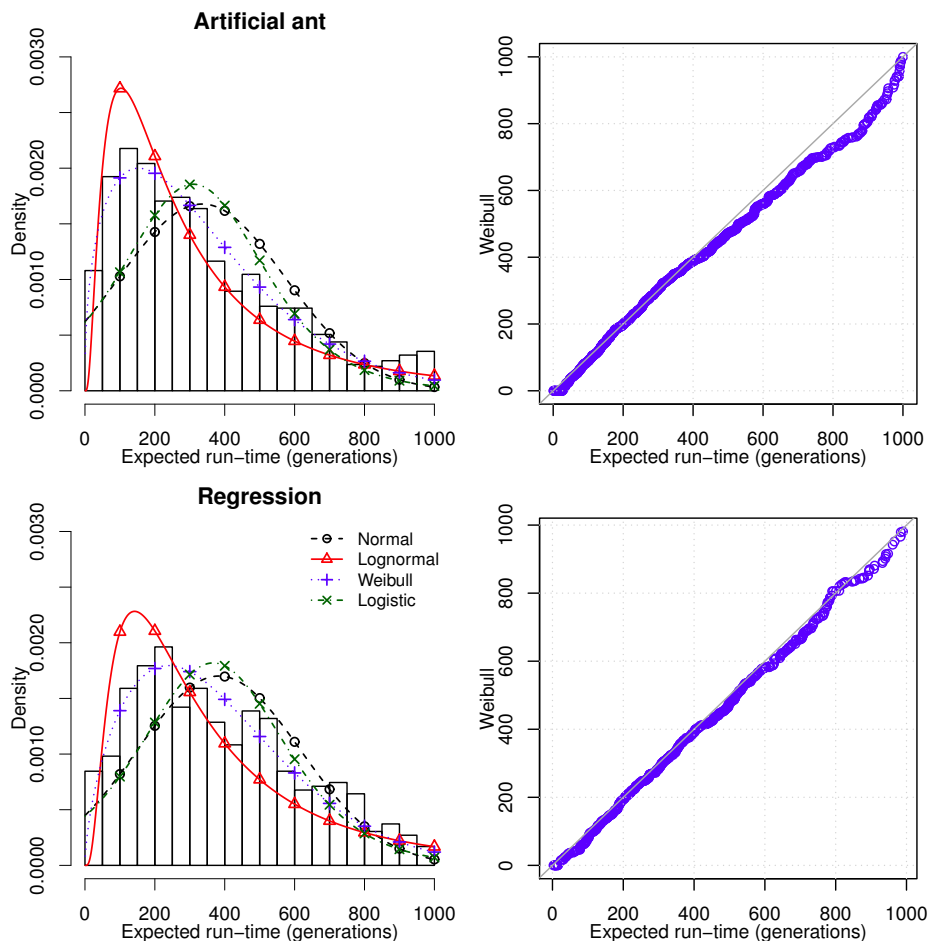 Artificial ant
Density
0.0000 0.0010 0.0020 0.0030
0 200 400 600 800 1000
Expected run−time (generations)
Weibull
0 200 400 600 800 1000
0 200 400 600 800 1000
Expected run−time (generations)
Regression
Normal
Lognormal
Weibull
Logistic
Density
0.0000 0.0010 0.0020 0.0030
0 200 400 600 800 1000
Expected run−time (generations)
Weibull
0 200 400 600 800 1000
0 200 400 600 800 1000
Expected run−time (generations)